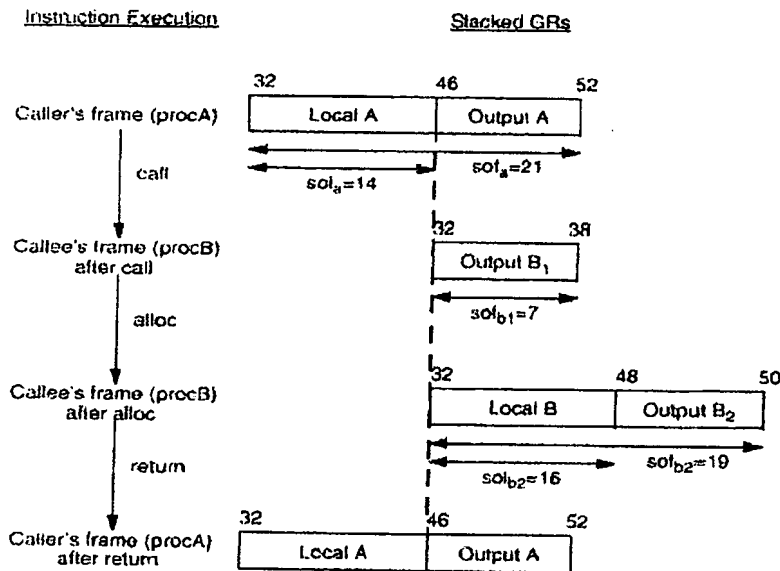 Instruction Execution
Stacked GRs
32 46 52
Caller's frame (procA)
Local A
Output A
call
sol_a=14
sof_a=21
32 38
Callee's frame (procB)
after call
Output B₁
sof_b1=7
alloc
32 48 50
Callee's frame (procB)
after alloc
Local B
Output B₂
return
sol_b2=16
sof_b2=19
32 46 52
Caller's frame (procA)
after return
Local A
Output A